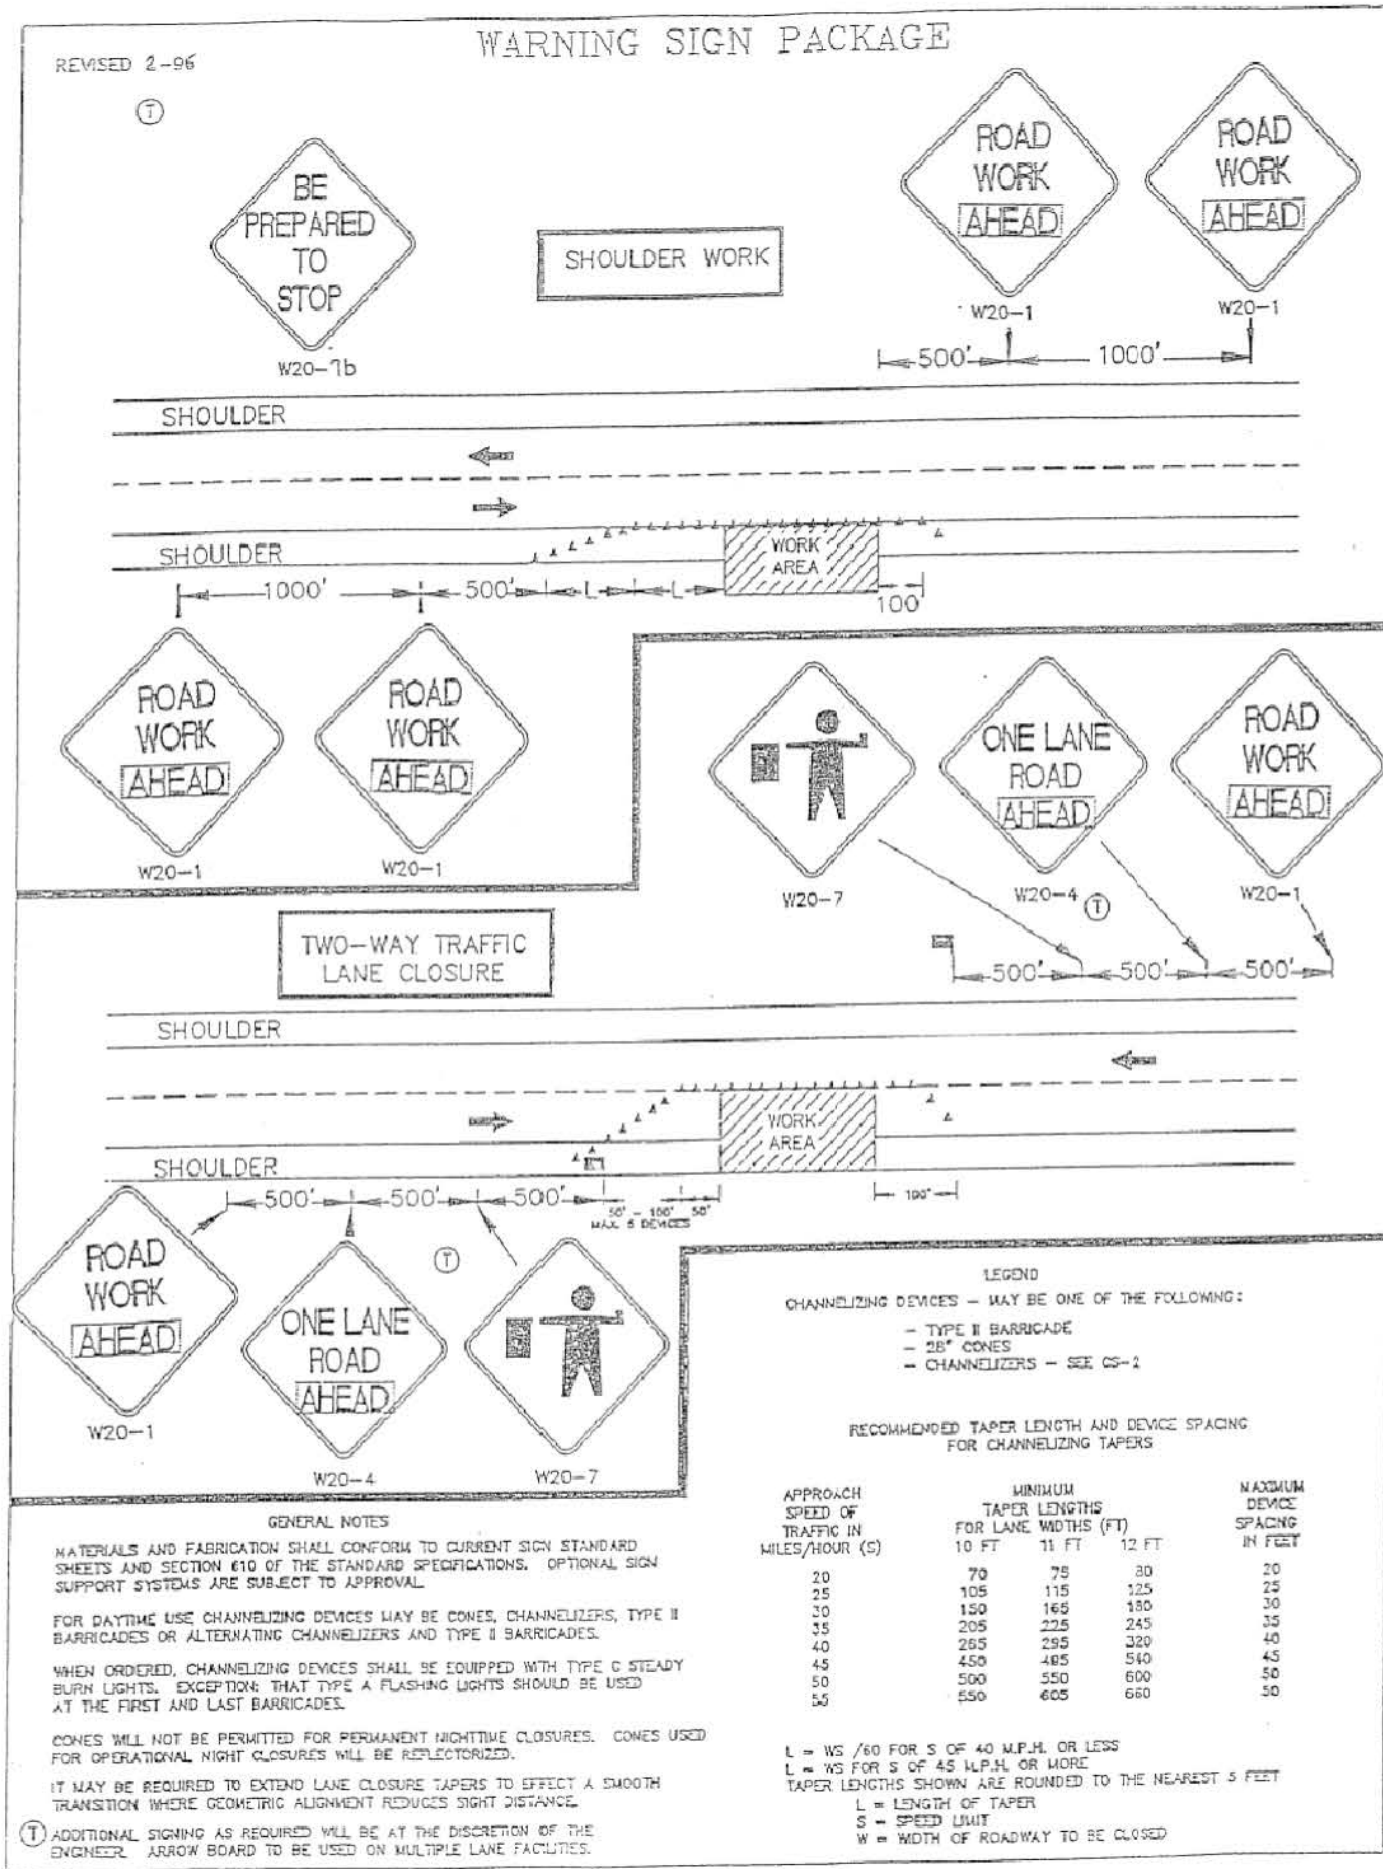 WARNING SIGN PACKAGE
REVISED 2-96
T
BE
PREPARED
TO
STOP
W20-7b
SHOULDER WORK
ROAD
WORK
AHEAD
W20-1
ROAD
WORK
AHEAD
W20-1
500'
1000'
SHOULDER
SHOULDER
WORK
AREA
1000'
500'
L
L
100'
ROAD
WORK
AHEAD
W20-1
ROAD
WORK
AHEAD
W20-1
W20-7
ONE LANE
ROAD
AHEAD
W20-4
T
ROAD
WORK
AHEAD
W20-1
500'
500'
500'
TWO-WAY TRAFFIC
LANE CLOSURE
SHOULDER
SHOULDER
WORK
AREA
500'
500'
500'
50' - 100'
50'
MAX. 5 DEVICES
100'
ROAD
WORK
AHEAD
W20-1
ONE LANE
ROAD
AHEAD
W20-4
T
W20-7
LEGEND
CHANNELIZING DEVICES - MAY BE ONE OF THE FOLLOWING:
- TYPE II BARRICADE
- 28" CONES
- CHANNELIZERS - SEE CS-2
RECOMMENDED TAPER LENGTH AND DEVICE SPACING
FOR CHANNELIZING TAPERS
APPROACH
SPEED OF
TRAFFIC IN
MILES/HOUR (S)
MINIMUM
TAPER LENGTHS
FOR LANE WIDTHS (FT)
10 FT 11 FT 12 FT
MAXIMUM
DEVICE
SPACING
IN FEET
20 70 75 80 20
25 105 115 125 25
30 150 165 180 30
35 205 225 245 35
40 265 295 320 40
45 450 495 540 45
50 500 550 600 50
55 550 605 660 50
L = WS /60 FOR S OF 40 M.P.H. OR LESS
L = WS FOR S OF 45 M.P.H. OR MORE
TAPER LENGTHS SHOWN ARE ROUNDED TO THE NEAREST 5 FEET
L = LENGTH OF TAPER
S = SPEED LIMIT
W = WIDTH OF ROADWAY TO BE CLOSED
GENERAL NOTES
MATERIALS AND FABRICATION SHALL CONFORM TO CURRENT SIGN STANDARD
SHEETS AND SECTION 610 OF THE STANDARD SPECIFICATIONS. OPTIONAL SIGN
SUPPORT SYSTEMS ARE SUBJECT TO APPROVAL
FOR DAYTIME USE CHANNELIZING DEVICES MAY BE CONES, CHANNELIZERS, TYPE II
BARRICADES OR ALTERNATING CHANNELIZERS AND TYPE II BARRICADES.
WHEN ORDERED, CHANNELIZING DEVICES SHALL BE EQUIPPED WITH TYPE C STEADY
BURN LIGHTS. EXCEPTION: THAT TYPE A FLASHING LIGHTS SHOULD BE USED
AT THE FIRST AND LAST BARRICADES.
CONES WILL NOT BE PERMITTED FOR PERMANENT NIGHTTIME CLOSURES. CONES USED
FOR OPERATIONAL NIGHT CLOSURES WILL BE REFLECTORIZED.
IT MAY BE REQUIRED TO EXTEND LANE CLOSURE TAPERS TO EFFECT A SMOOTH
TRANSITION WHERE GEOMETRIC ALIGNMENT REDUCES SIGHT DISTANCE.
T ADDITIONAL SIGNING AS REQUIRED WILL BE AT THE DISCRETION OF THE
ENGINEER. ARROW BOARD TO BE USED ON MULTIPLE LANE FACILITIES.